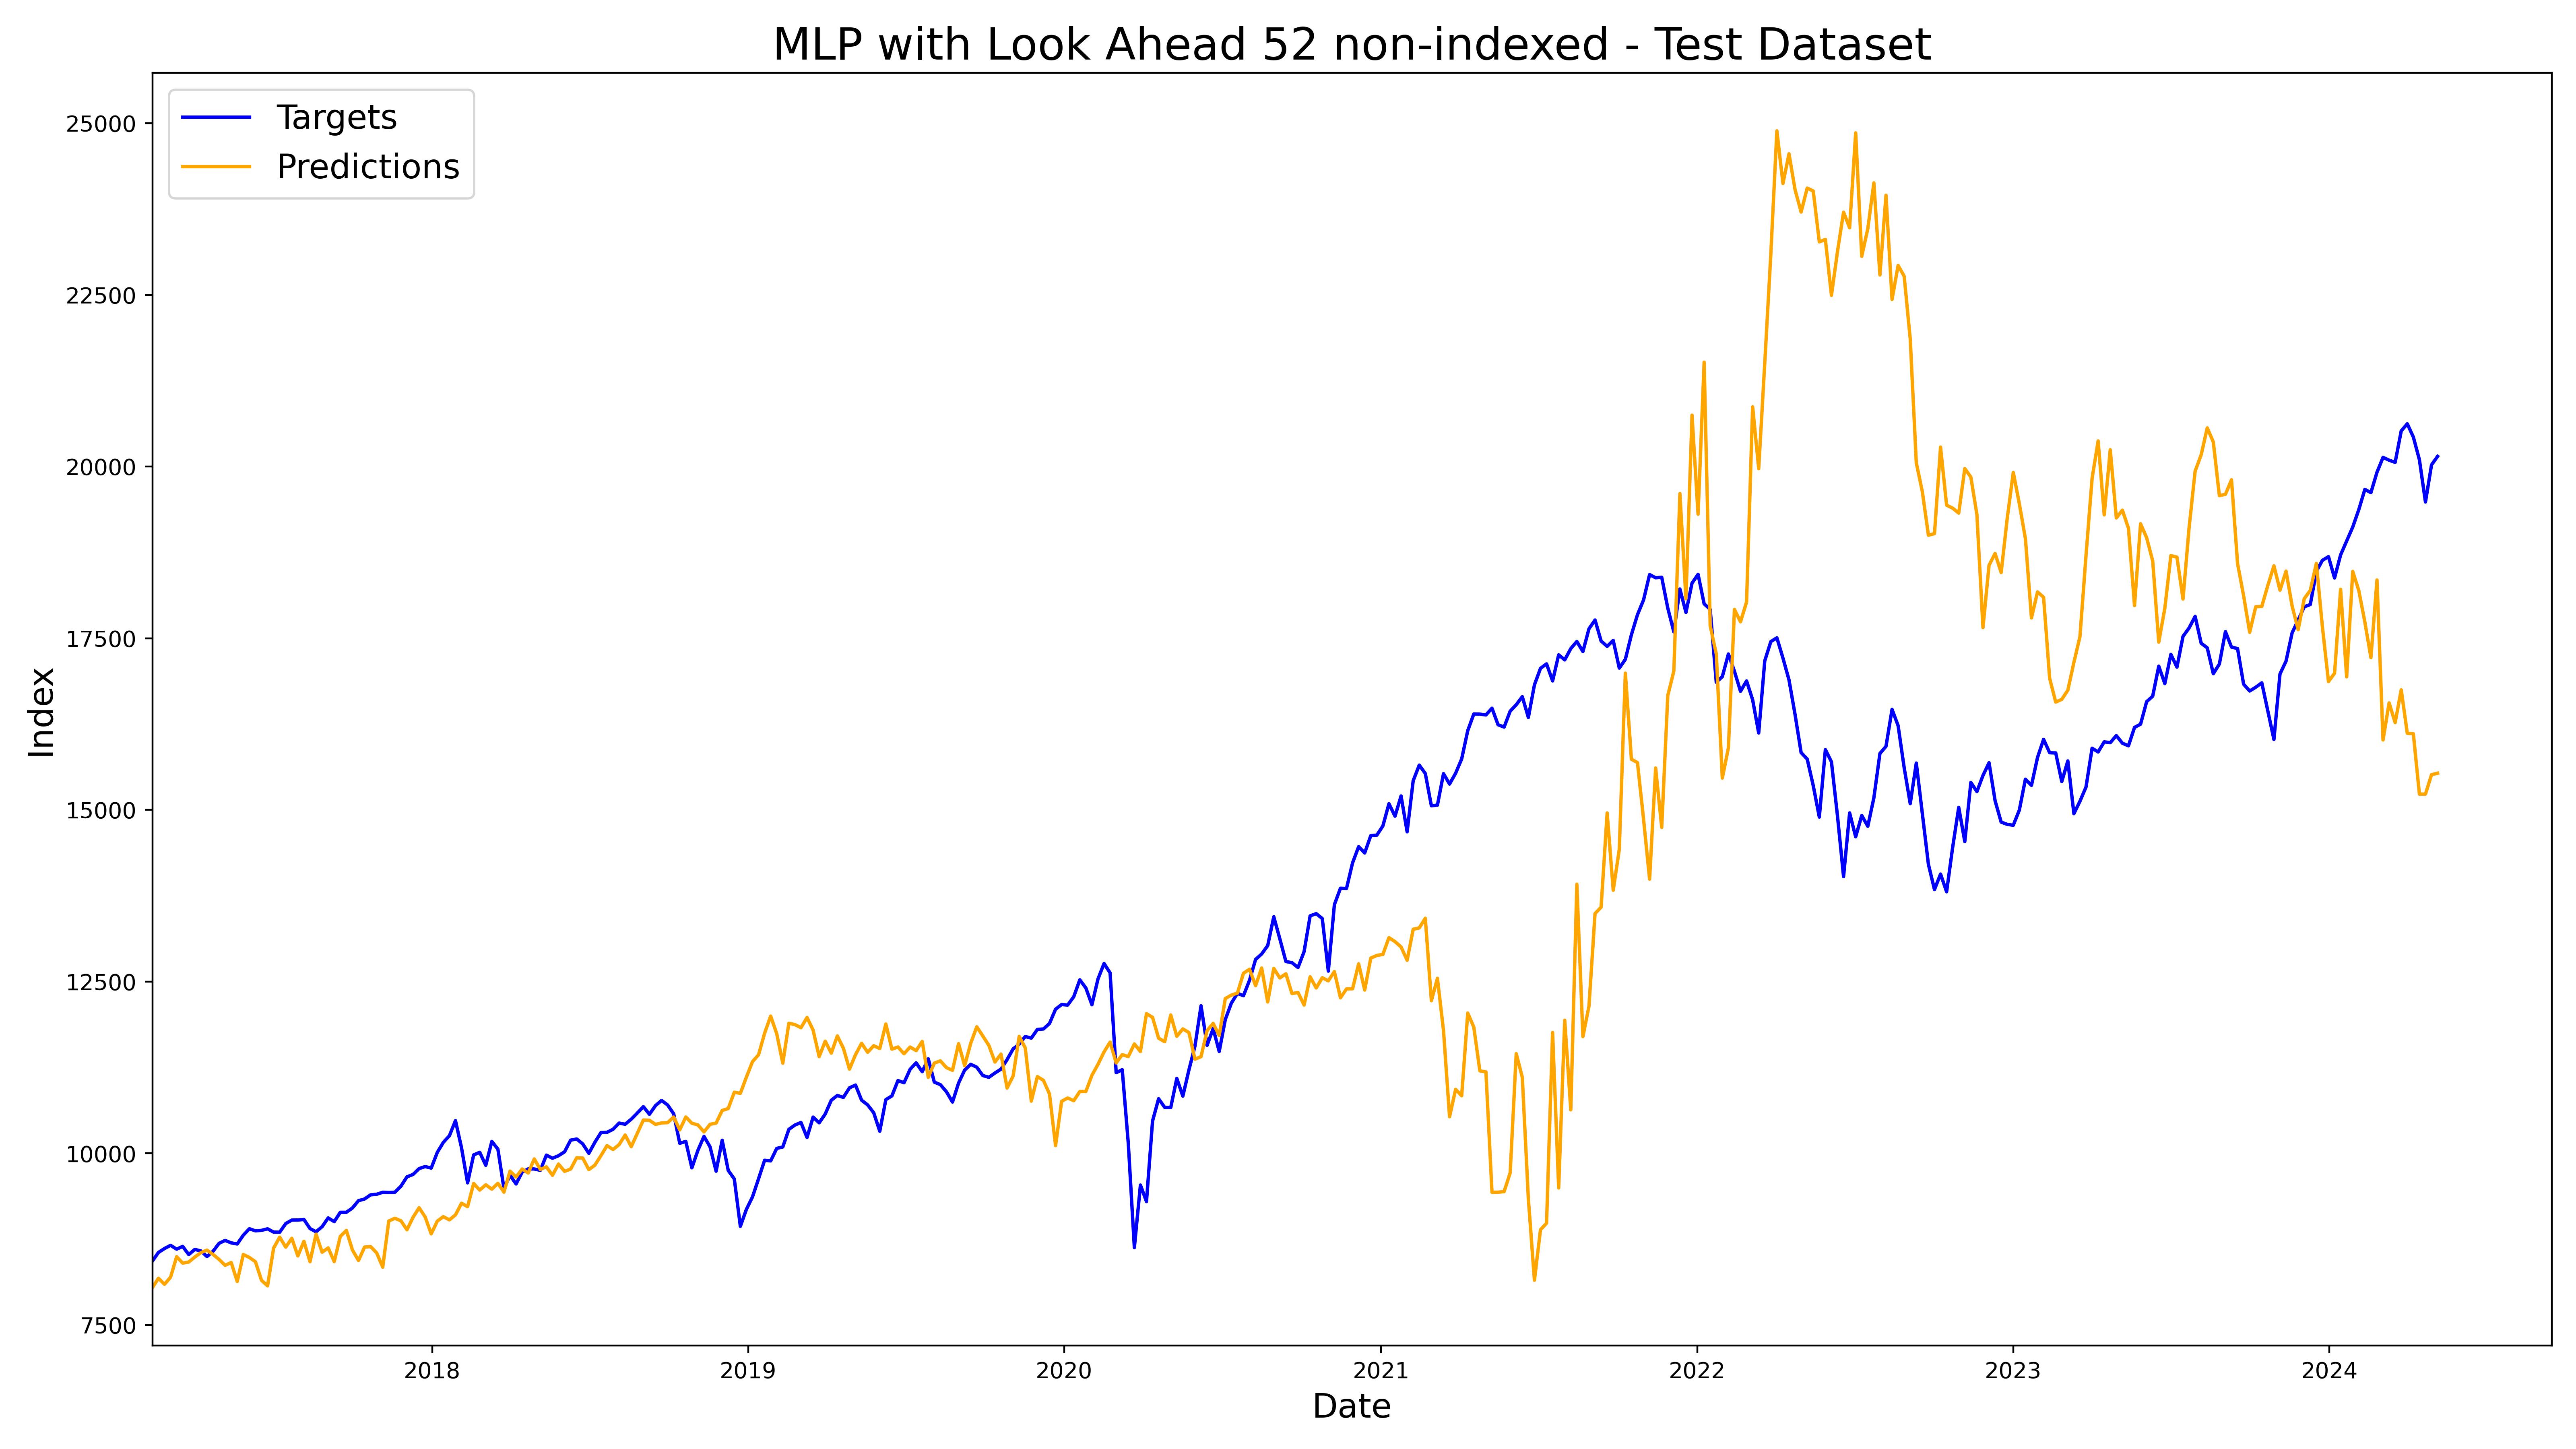 MLP with Look Ahead 52 non-indexed - Test Dataset
Targets
Predictions
25000
22500
20000
17500
15000
12500
10000
7500
Index
2018 2019 2020 2021 2022 2023 2024
Date